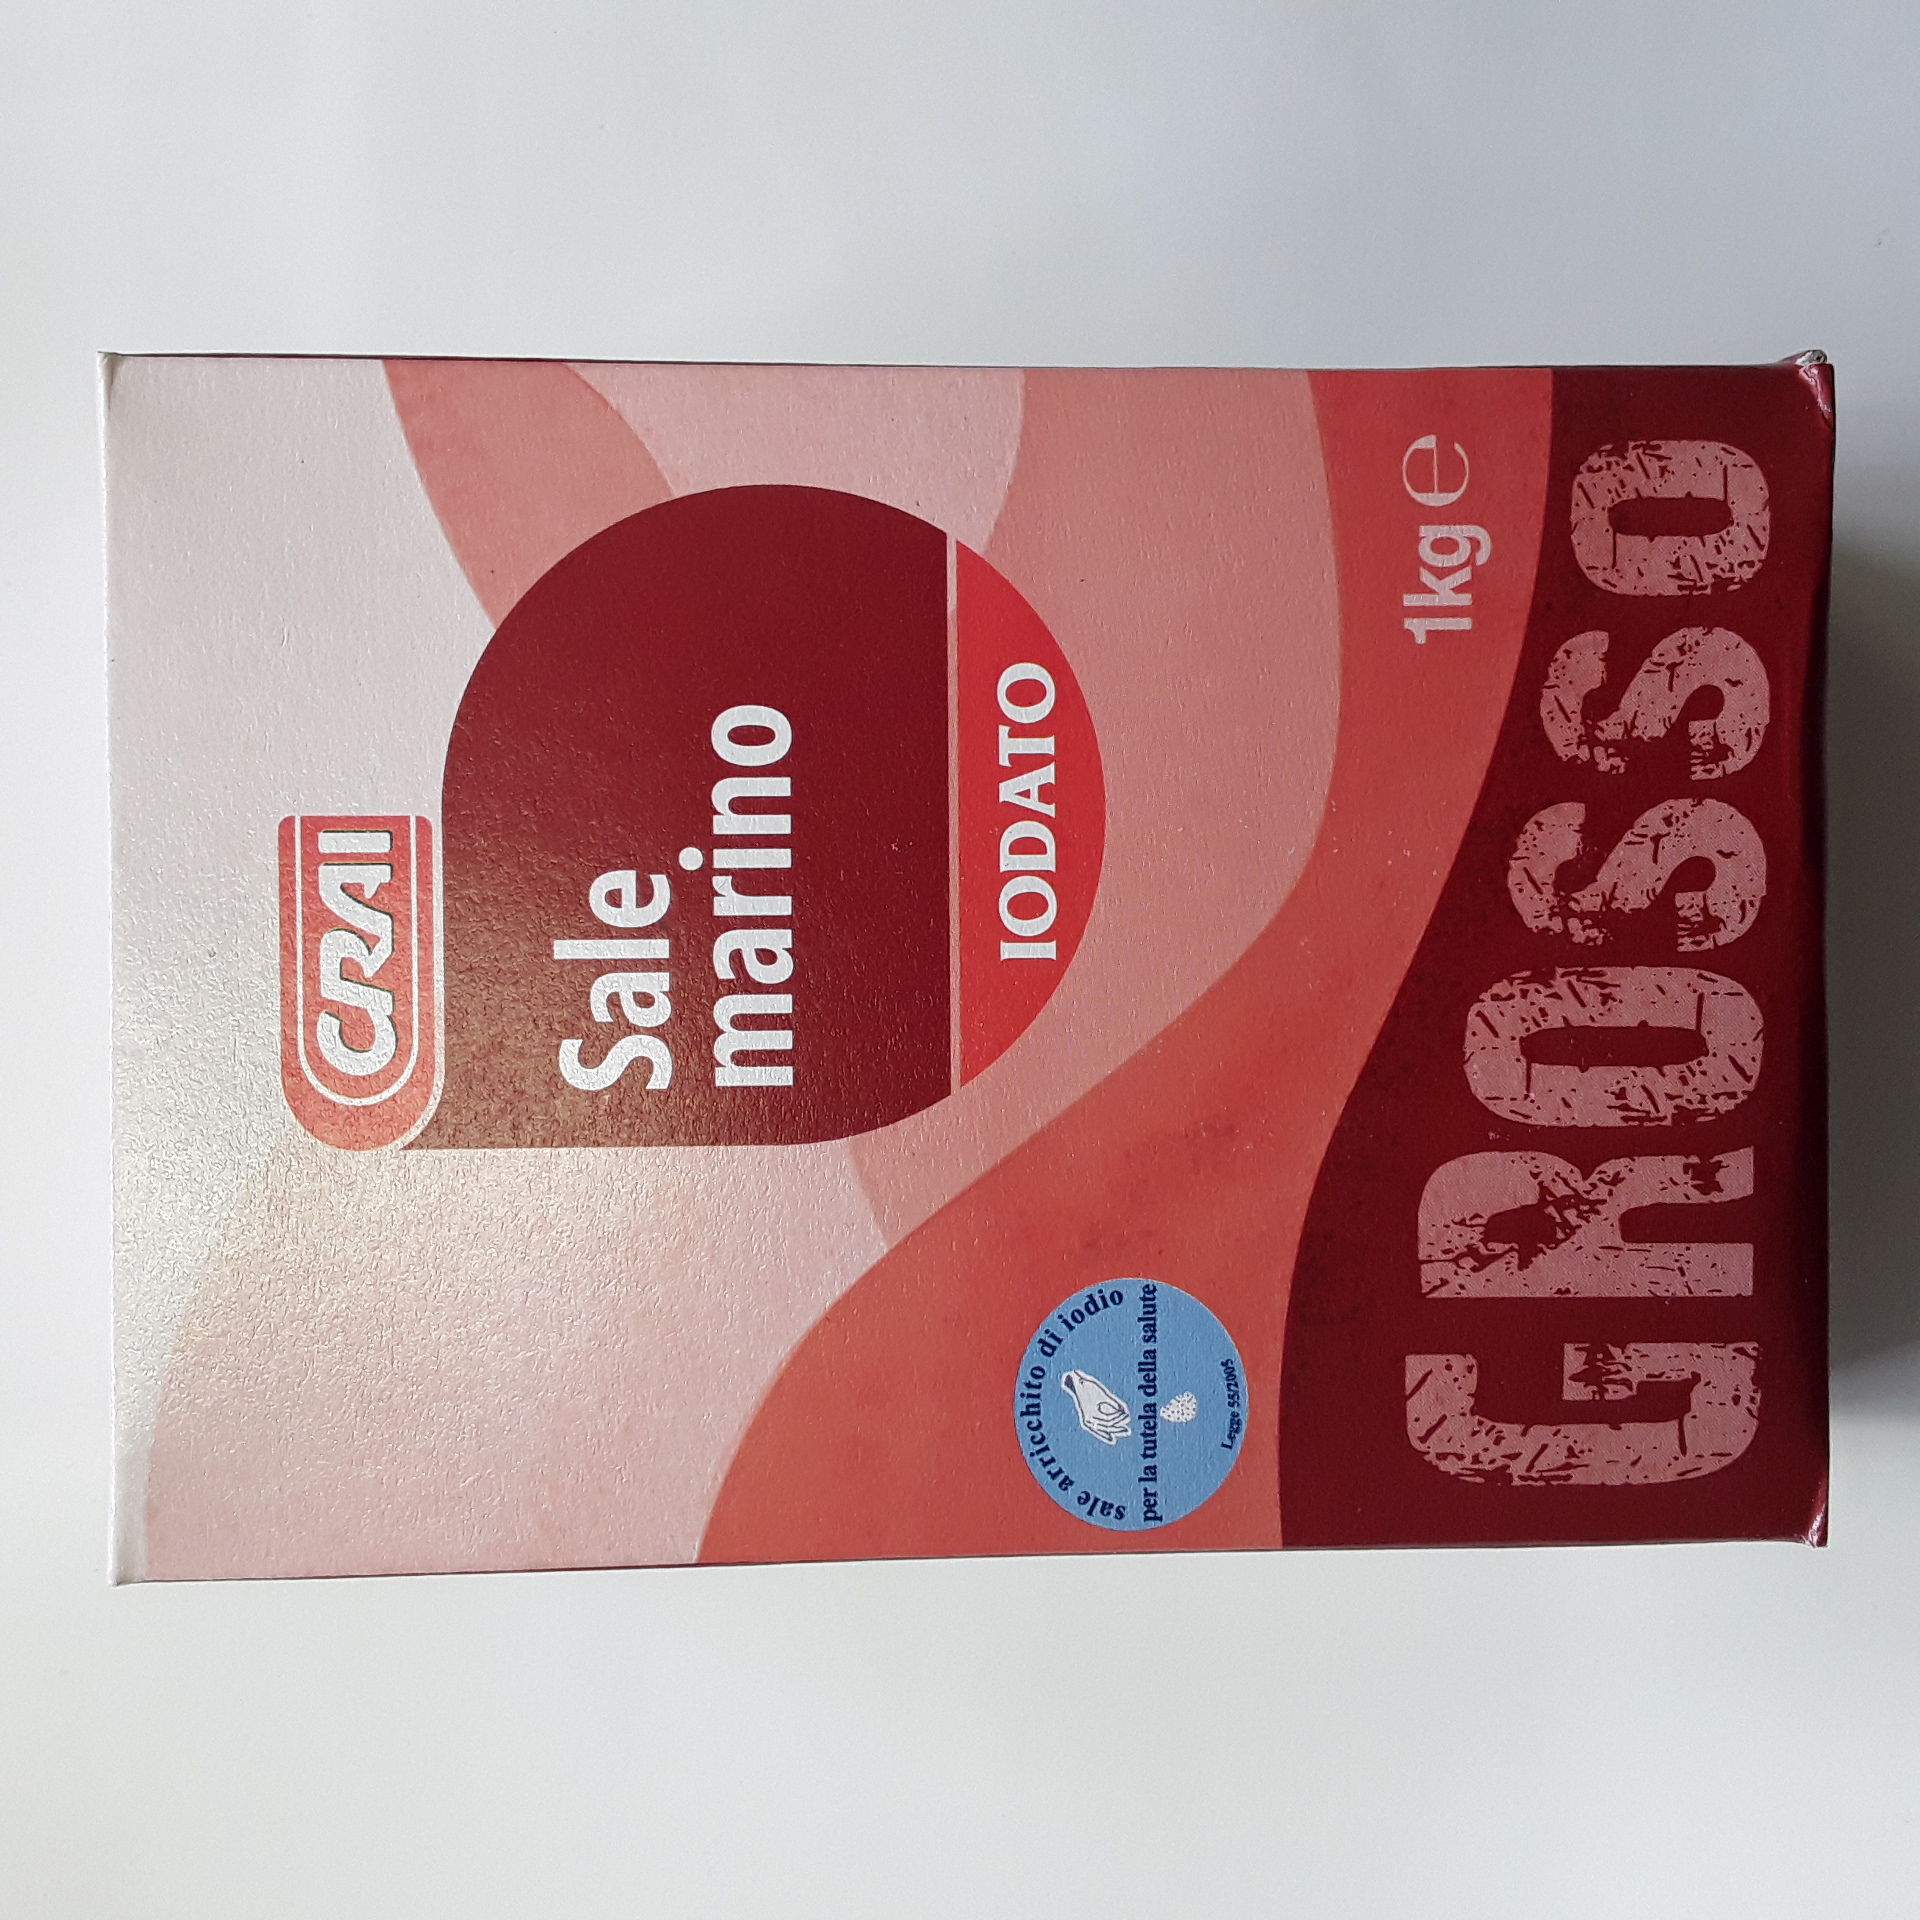 CRAI
Sale
marino
IODATO
1kg e
sale arricchito di iodio
per la tutela della salute
Legge 55/2005
GROSSO